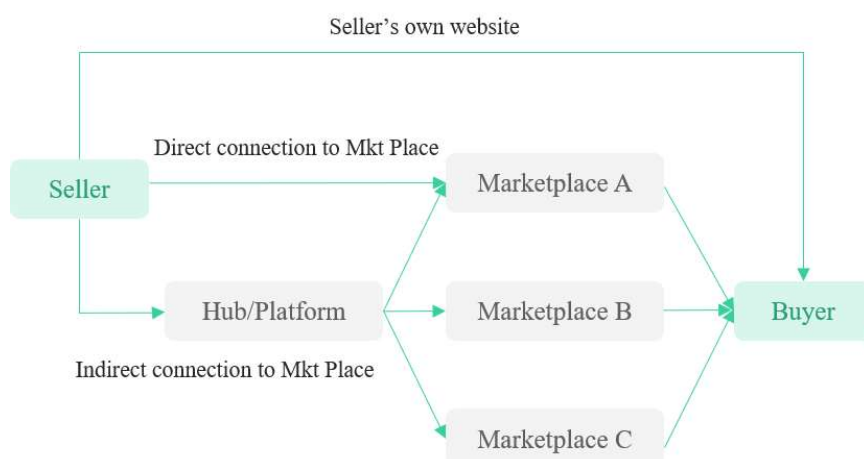 Seller’s own website
Direct connection to Mkt Place
Seller
Marketplace A
Hub/Platform
Marketplace B
Buyer
Indirect connection to Mkt Place
Marketplace C